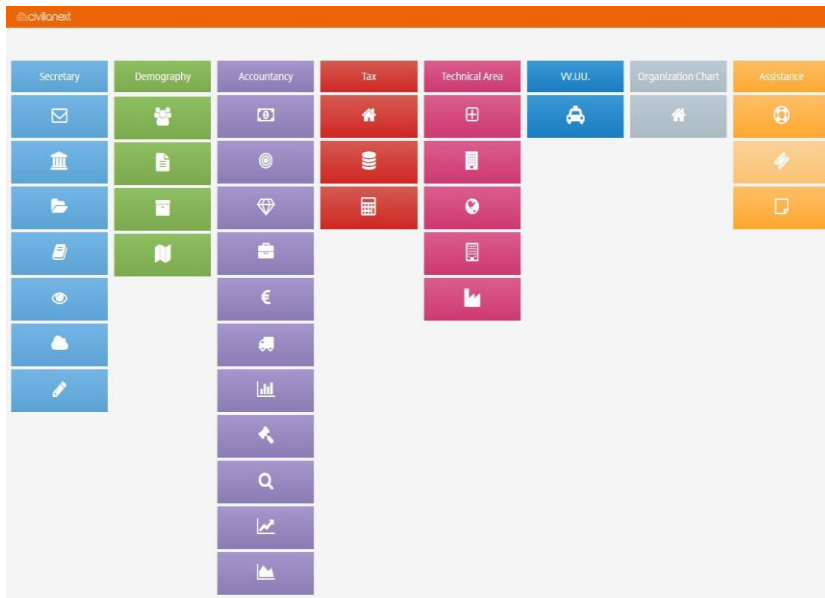 civilianext
Secretary
Demography
Accountancy
Tax
Technical Area
VV.UU.
Organization Chart
Assistance